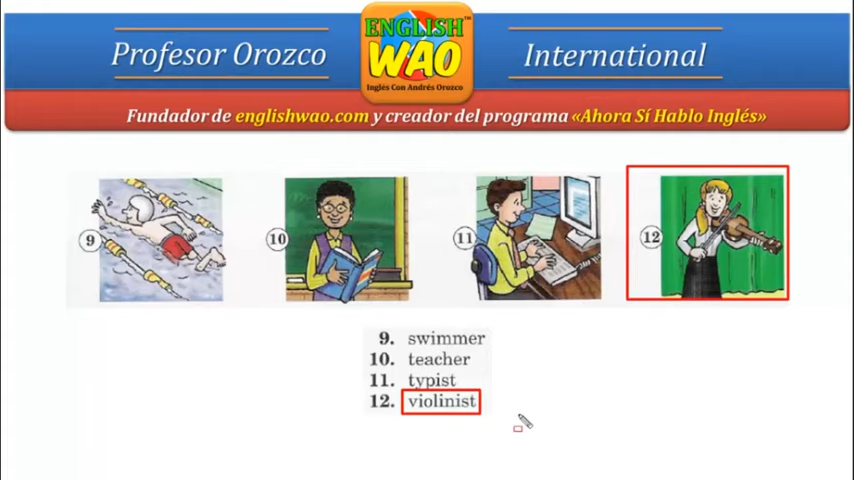 Profesor Orozco
ENGLISH™
WAO
Inglés Con Andrés Orozco
International
Fundador de englishwao.com y creador del programa «Ahora Sí Hablo Inglés»
9
10
11
12
9. swimmer
10. teacher
11. typist
12. violinist